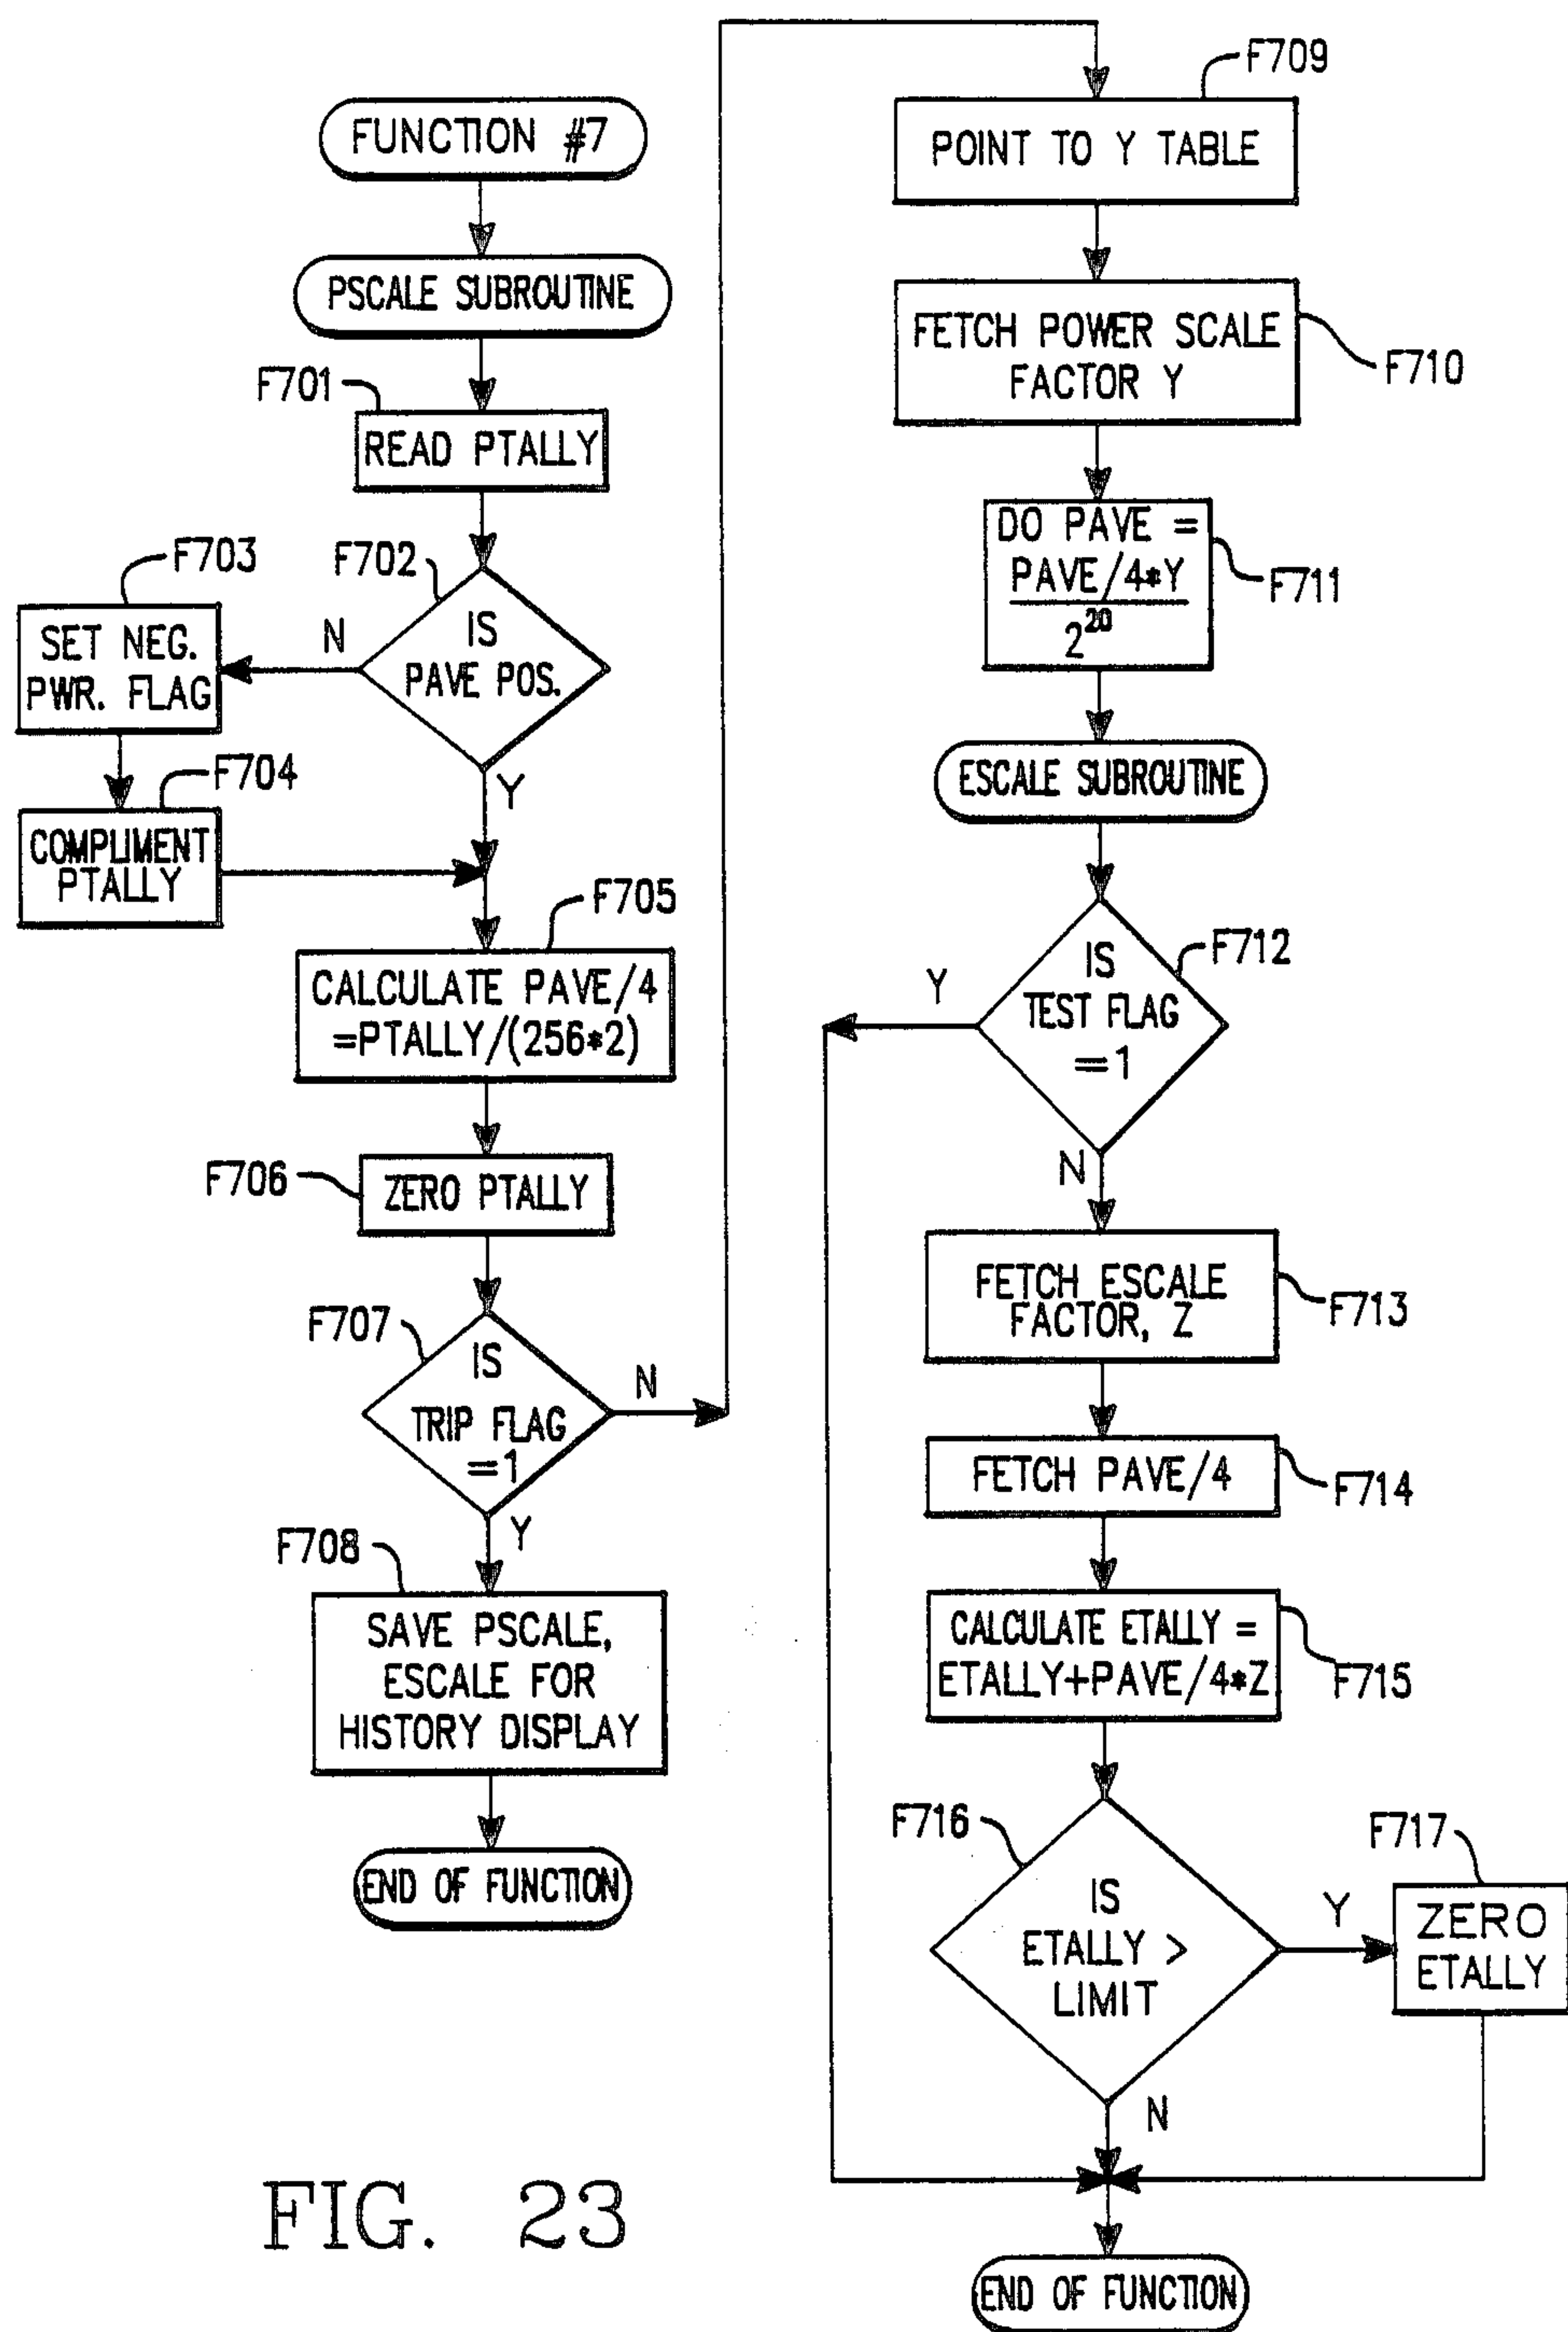 FUNCTION #7
PSCALE SUBROUTINE
F701
READ PTALLY
F702
IS
PAVE POS.
N
Y
F703
SET NEG.
PWR. FLAG
F704
COMPLIMENT
PTALLY
F705
CALCULATE PAVE/4
=PTALLY/(256*2)
F706
ZERO PTALLY
F707
IS
TRIP FLAG
=1
N
Y
F708
SAVE PSCALE,
ESCALE FOR
HISTORY DISPLAY
END OF FUNCTION
F709
POINT TO Y TABLE
FETCH POWER SCALE
FACTOR Y
F710
DO PAVE =
PAVE/4*Y
2^20
F711
ESCALE SUBROUTINE
F712
IS
TEST FLAG
=1
Y
N
FETCH ESCALE
FACTOR, Z
F713
FETCH PAVE/4
F714
CALCULATE ETALLY =
ETALLY+PAVE/4*Z
F715
F716
IS
ETALLY >
LIMIT
Y
N
F717
ZERO
ETALLY
END OF FUNCTION
FIG. 23